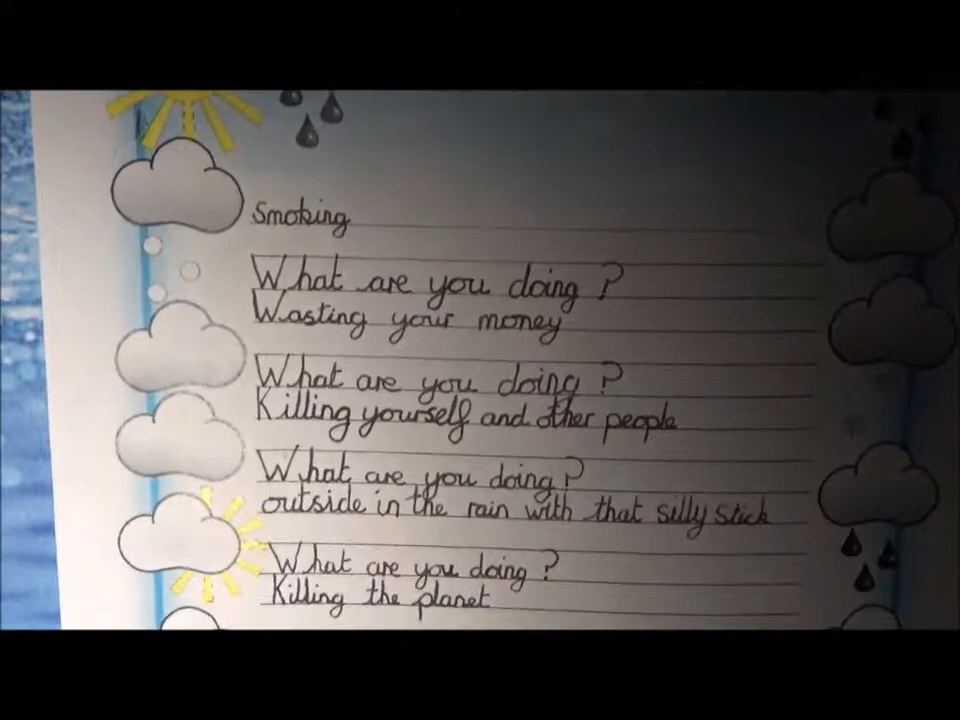 Smoking
What are you doing?
Wasting your money
What are you doing?
Killing yourself and other people
What are you doing?
outside in the rain with that silly stick
What are you doing?
Killing the planet